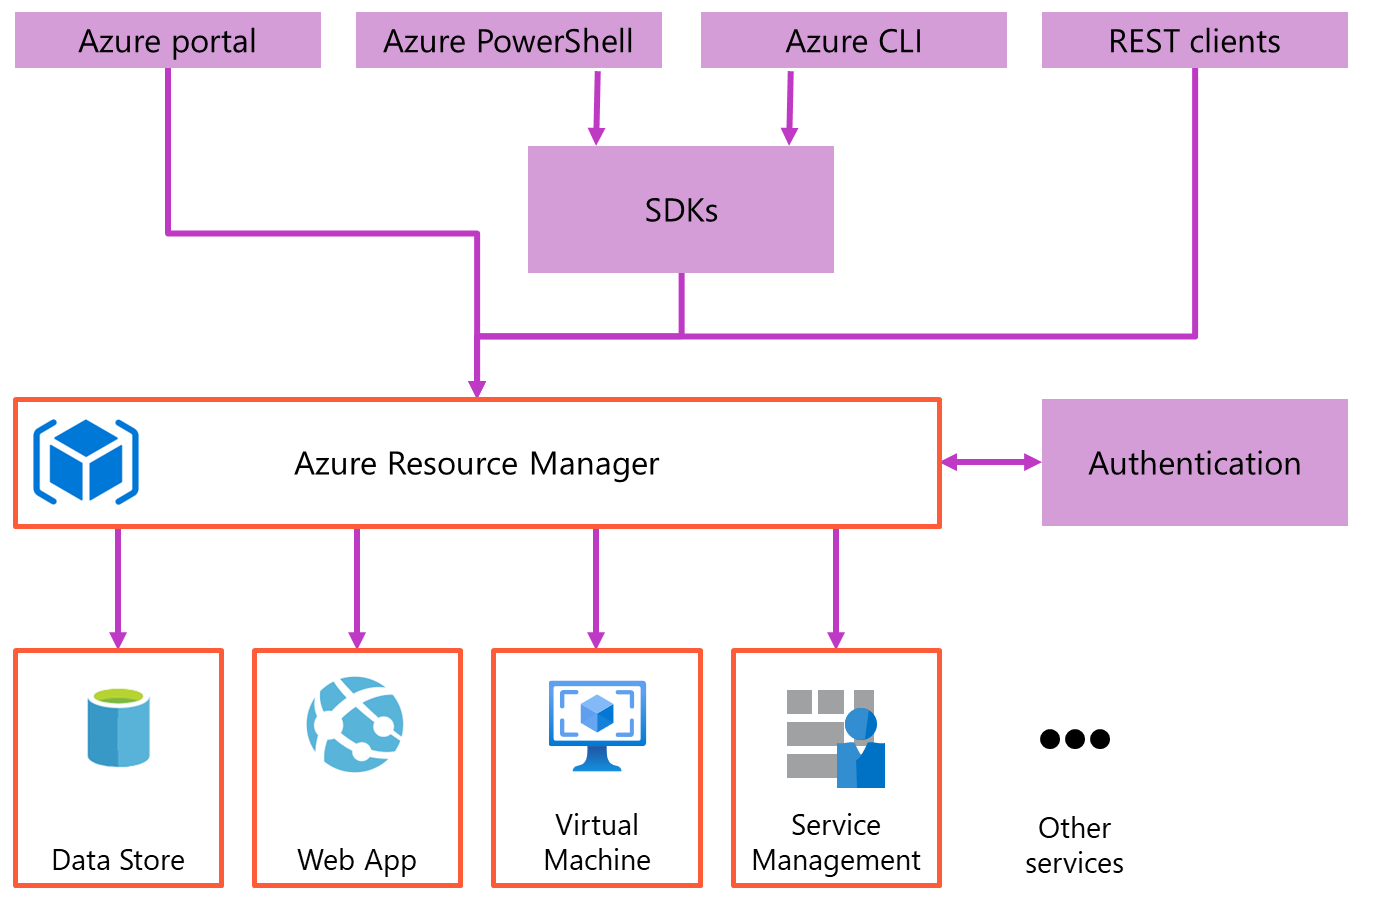 Azure portal
Azure PowerShell
Azure CLI
REST clients
SDKs
Azure Resource Manager
Authentication
Data Store
Web App
Virtual
Machine
Service
Management
Other
services